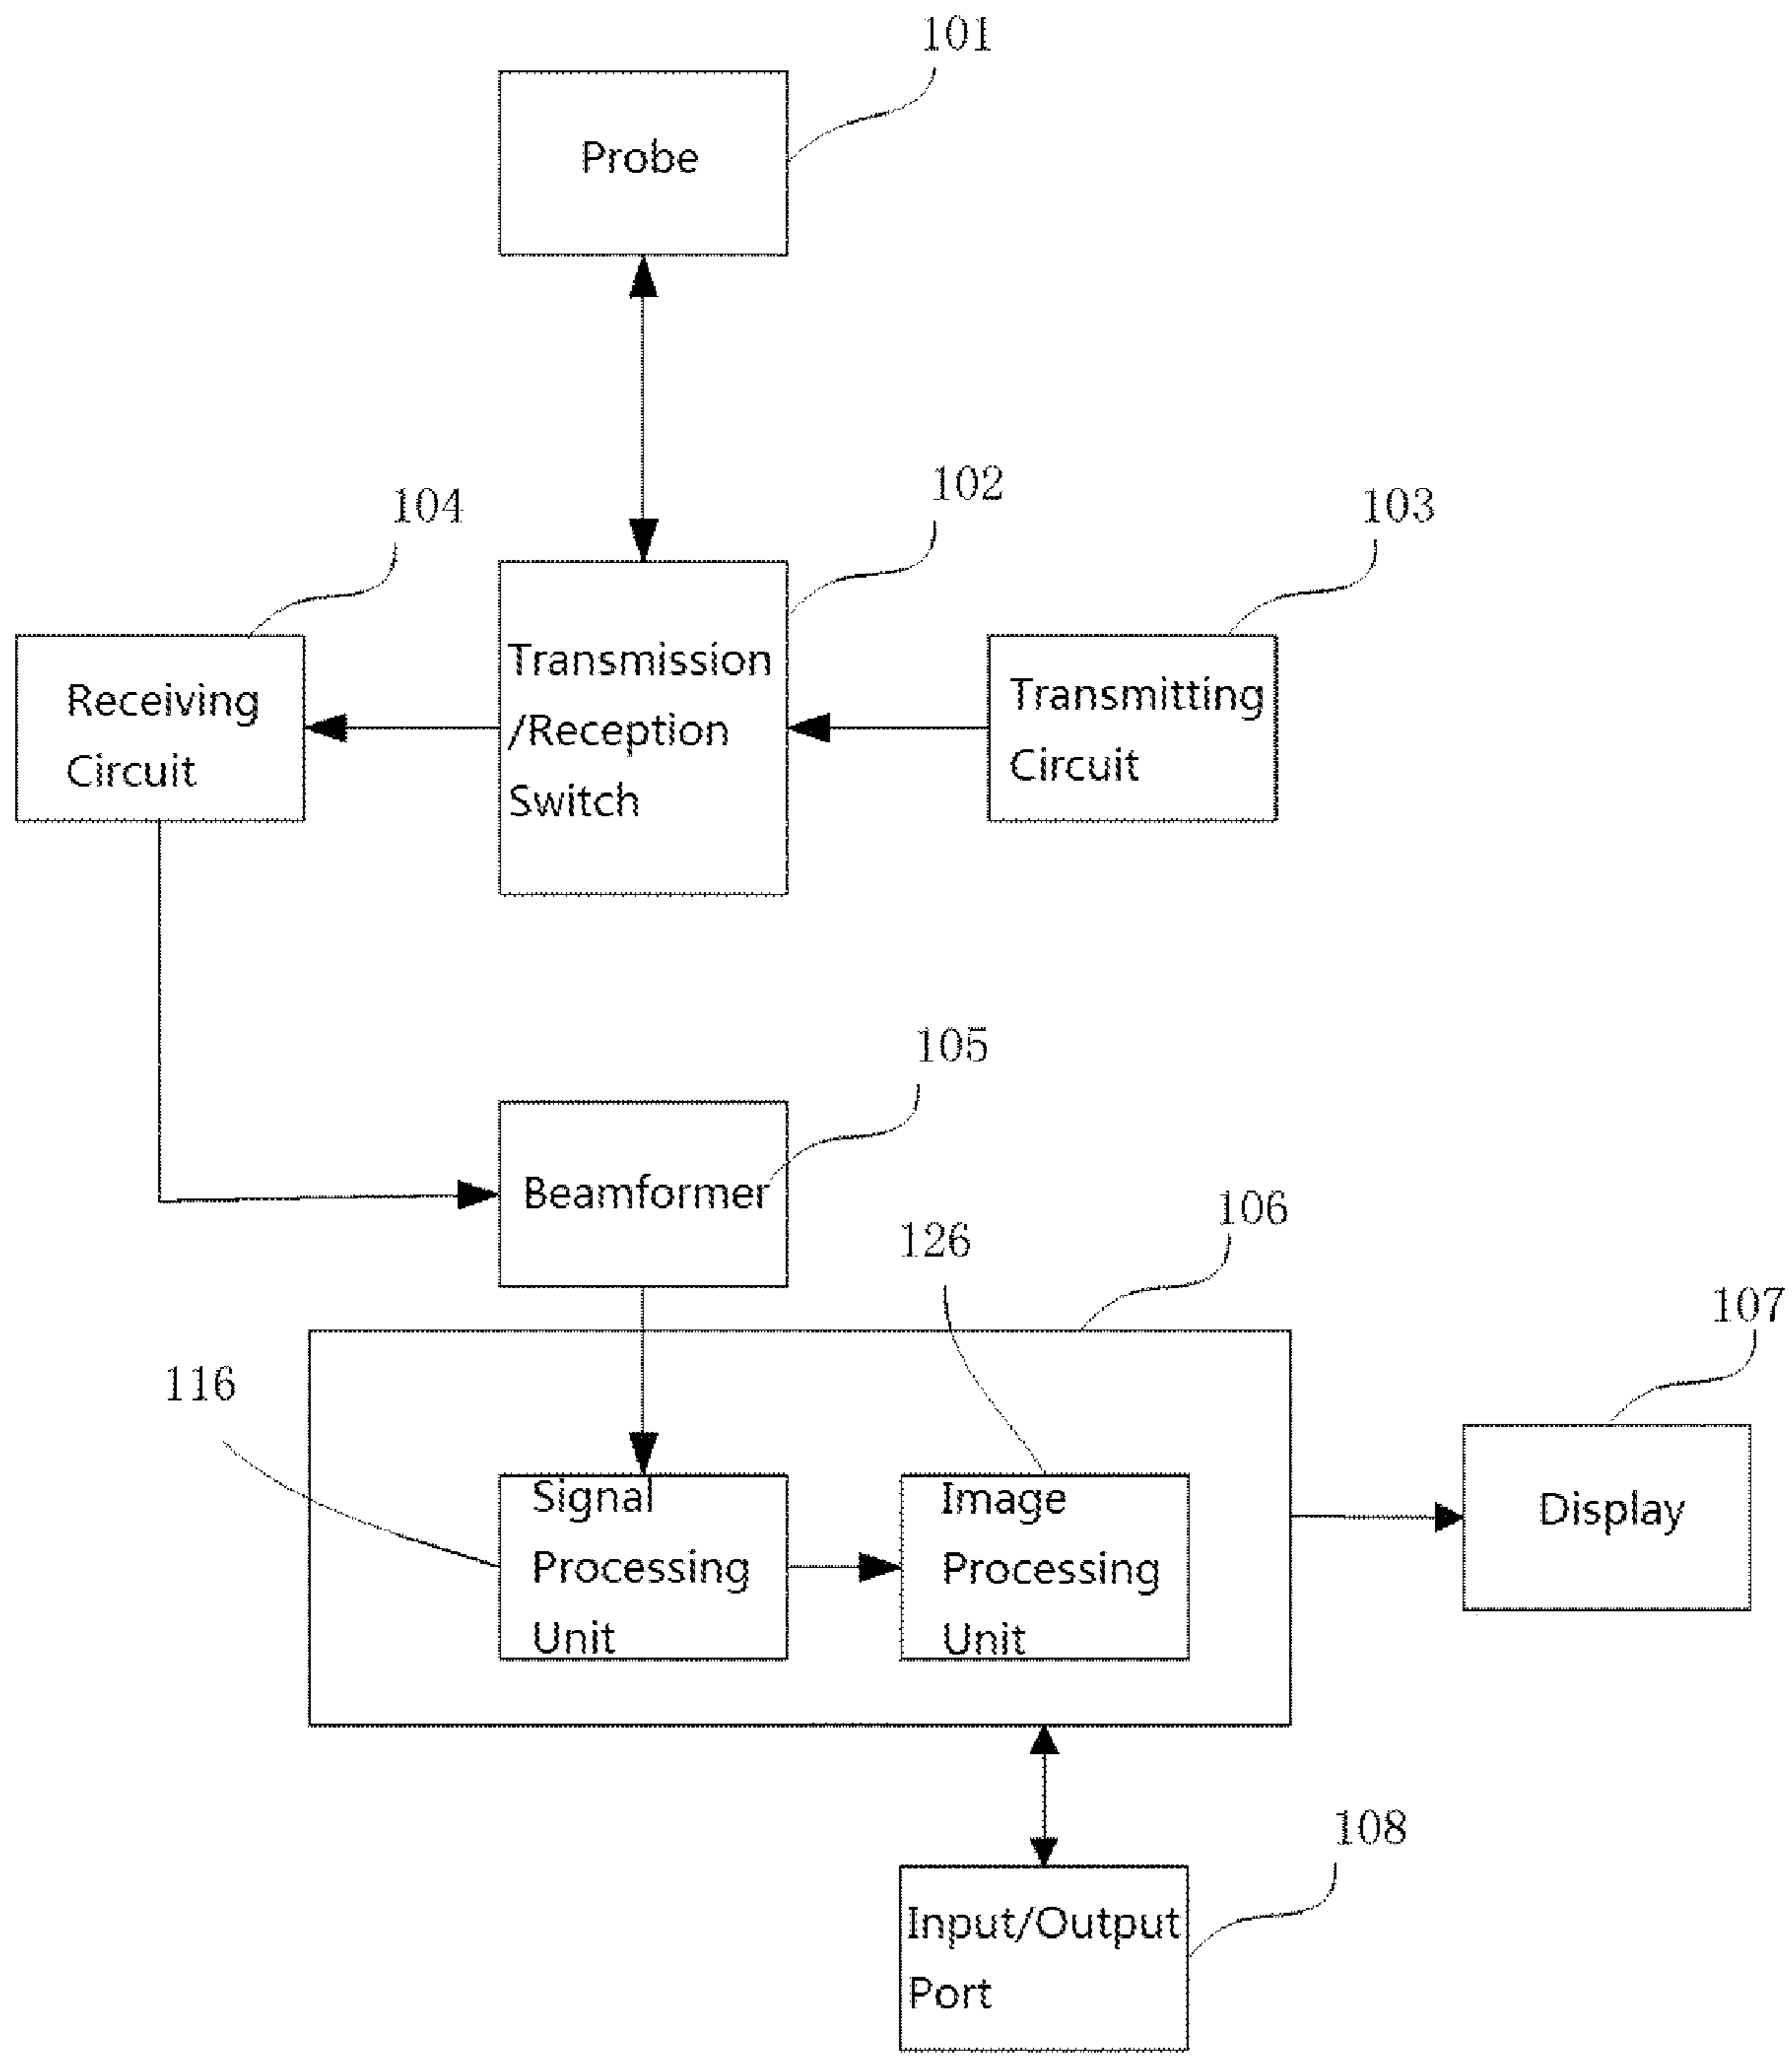 101
Probe
102
104
103
Transmission
/Reception
Switch
Receiving
Circuit
Transmitting
Circuit
105
Beamformer
106
126
107
116
Signal
Processing
Unit
Image
Processing
Unit
Display
108
Input/Output
Port